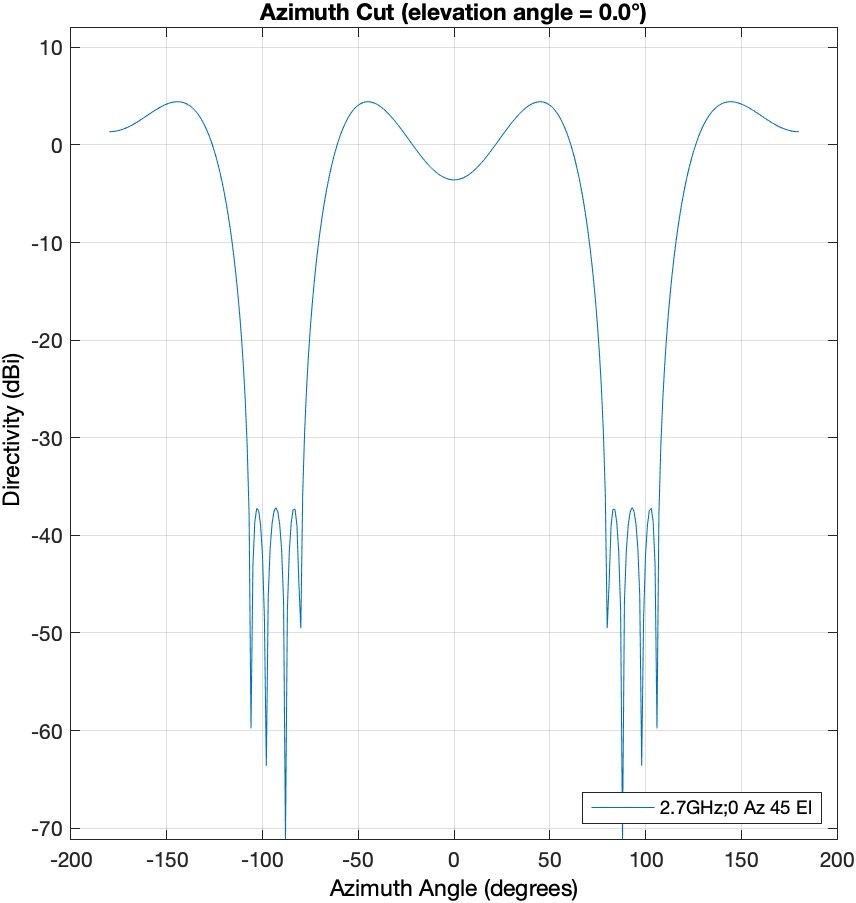 Azimuth Cut (elevation angle = 0.0°)
10
0
-10
-20
-30
-40
-50
-60
-70
Directivity (dBi)
2.7GHz;0 Az 45 El
-200 -150 -100 -50 0 50 100 150 200
Azimuth Angle (degrees)